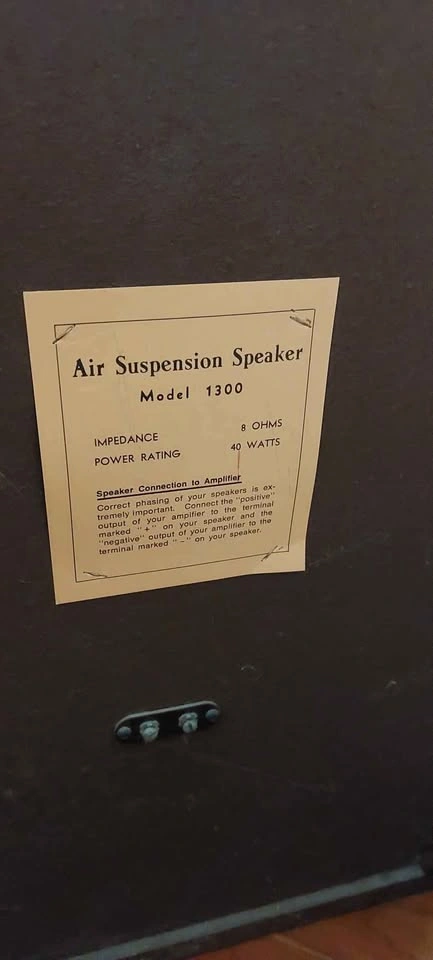 Air Suspension Speaker
Model 1300
IMPEDANCE 8 OHMS
POWER RATING 40 WATTS
Speaker Connection to Amplifier
Correct phasing of your speakers is ex-
tremely important. Connect the "positive"
output of your amplifier to the terminal
marked "+" on your speaker and the
"negative" output of your amplifier to the
terminal marked "-" on your speaker.